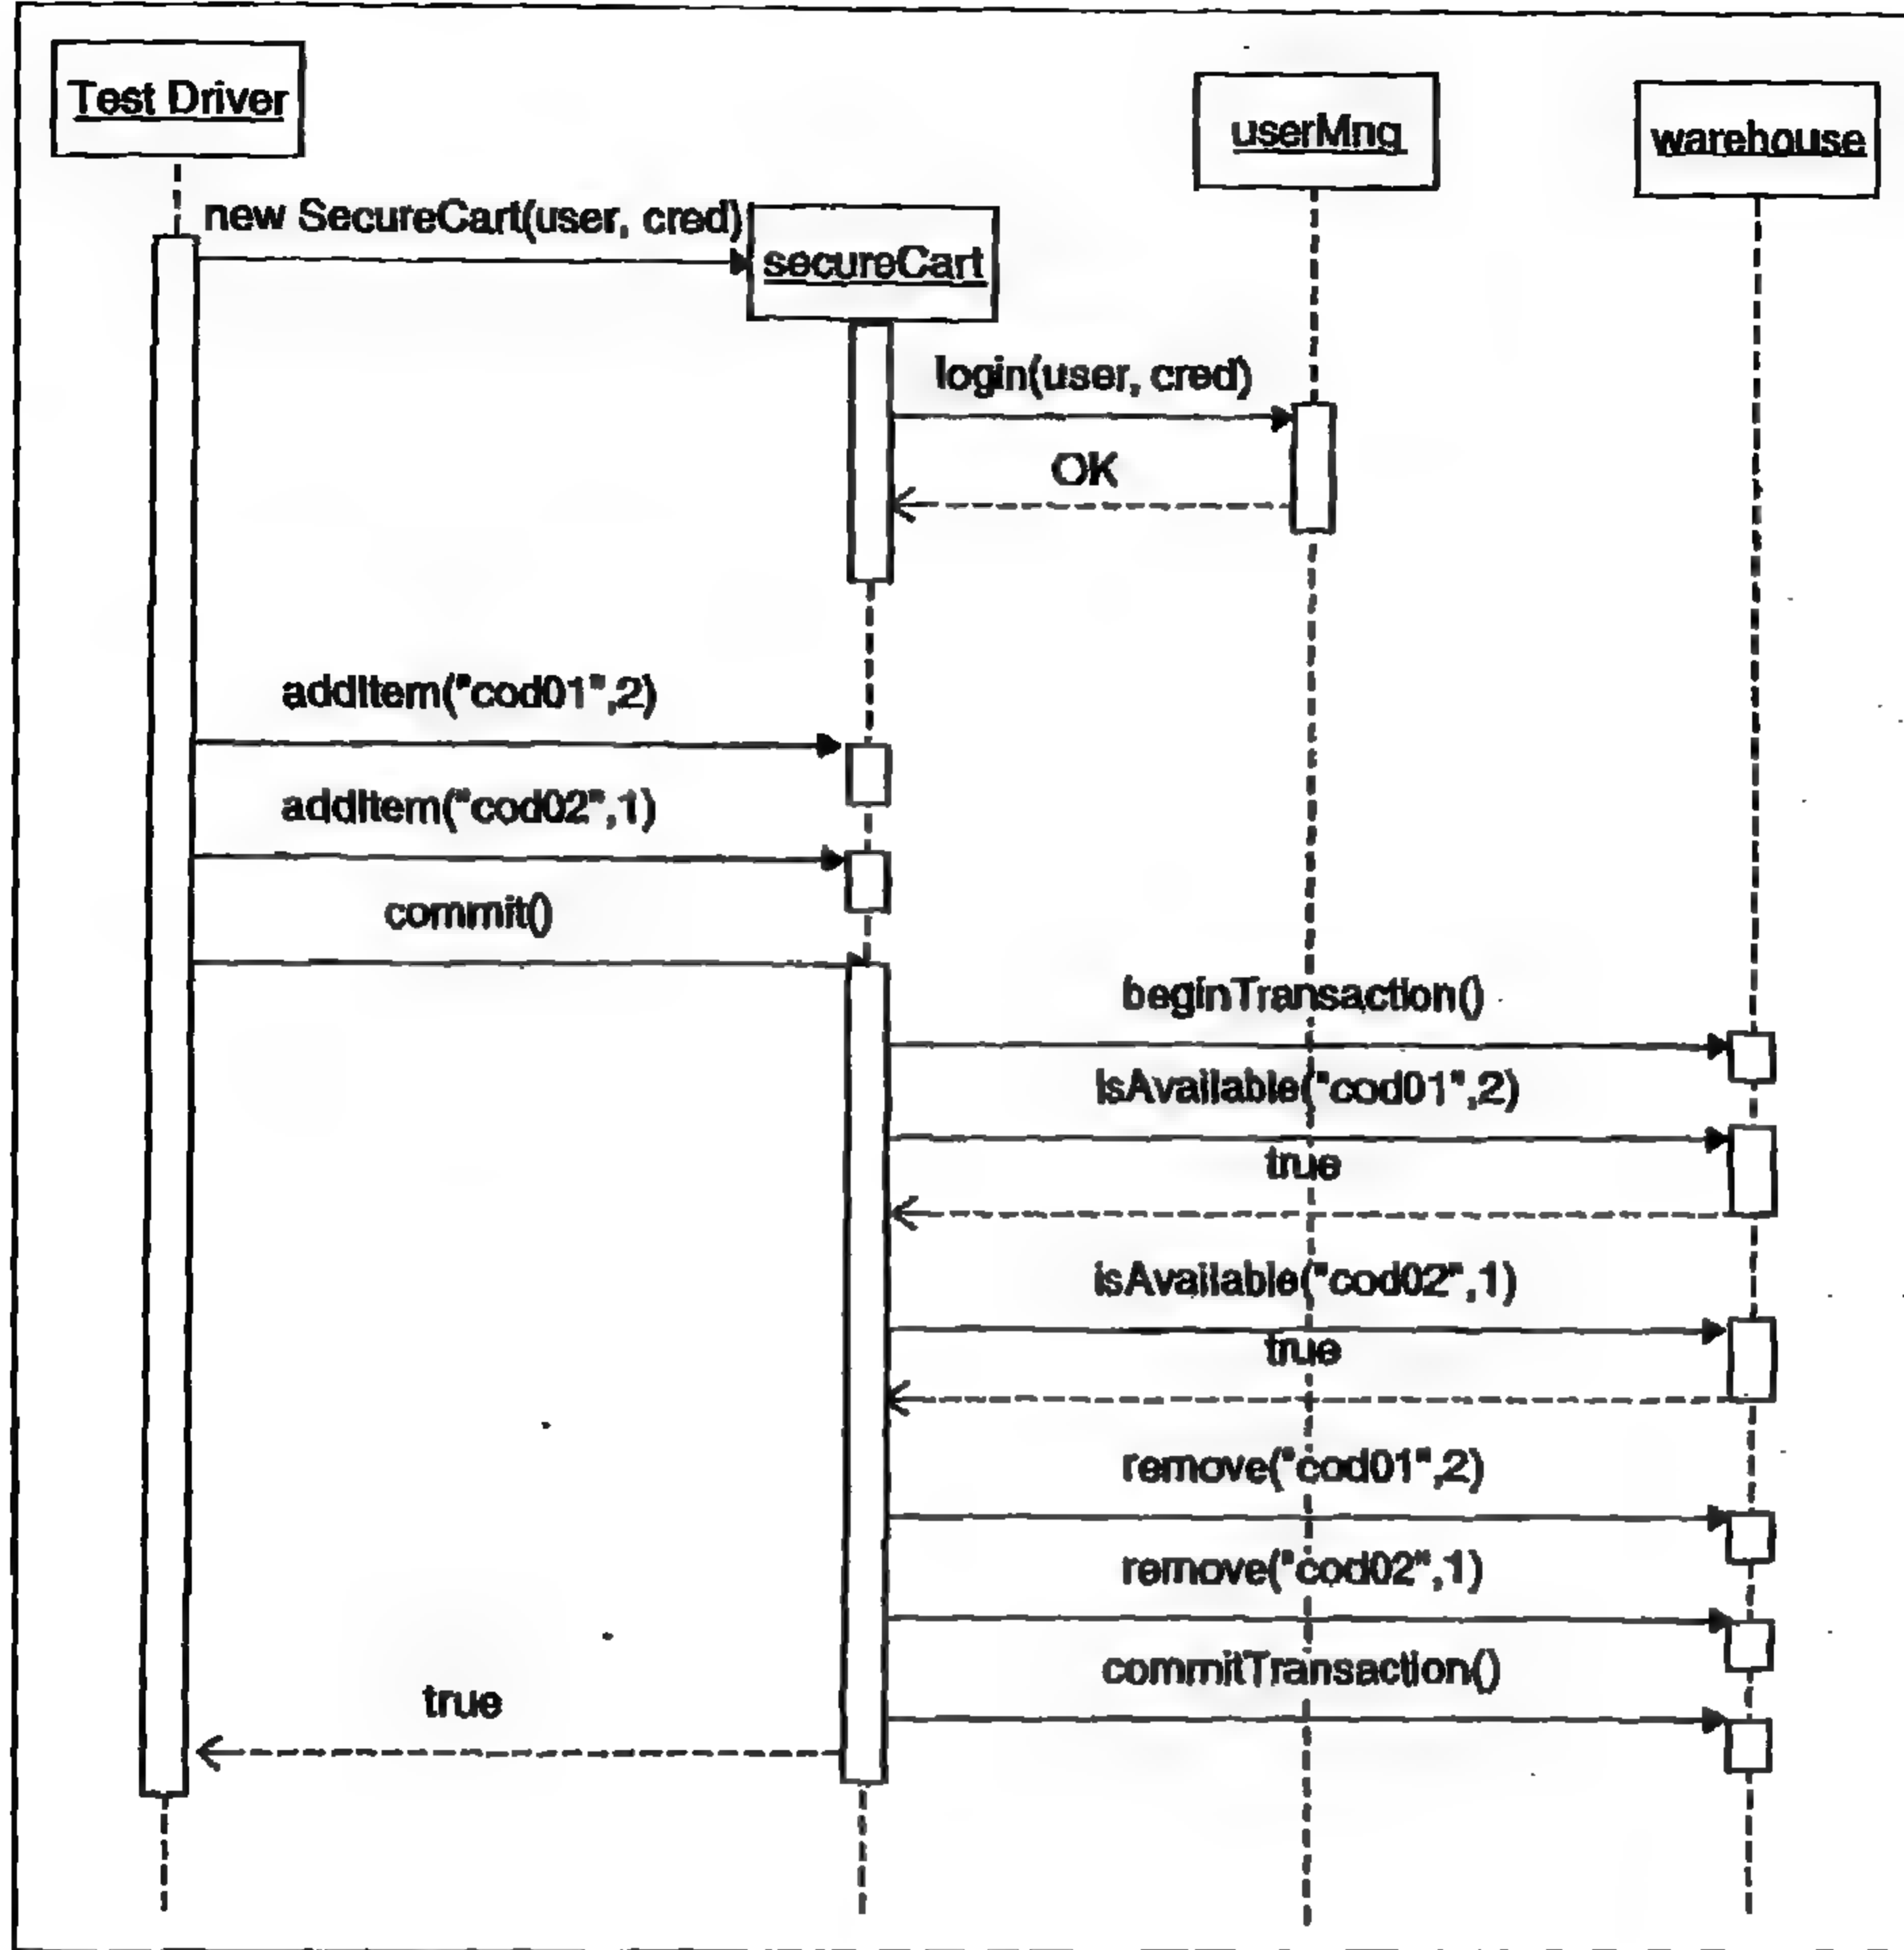 Test Driver
userMng
warehouse
new SecureCart(user, cred)
secureCart
login(user, cred)
OK
addItem("cod01",2)
addItem("cod02",1)
commit()
beginTransaction()
isAvailable("cod01",2)
true
isAvailable("cod02",1)
true
remove("cod01",2)
remove("cod02",1)
commitTransaction()
true